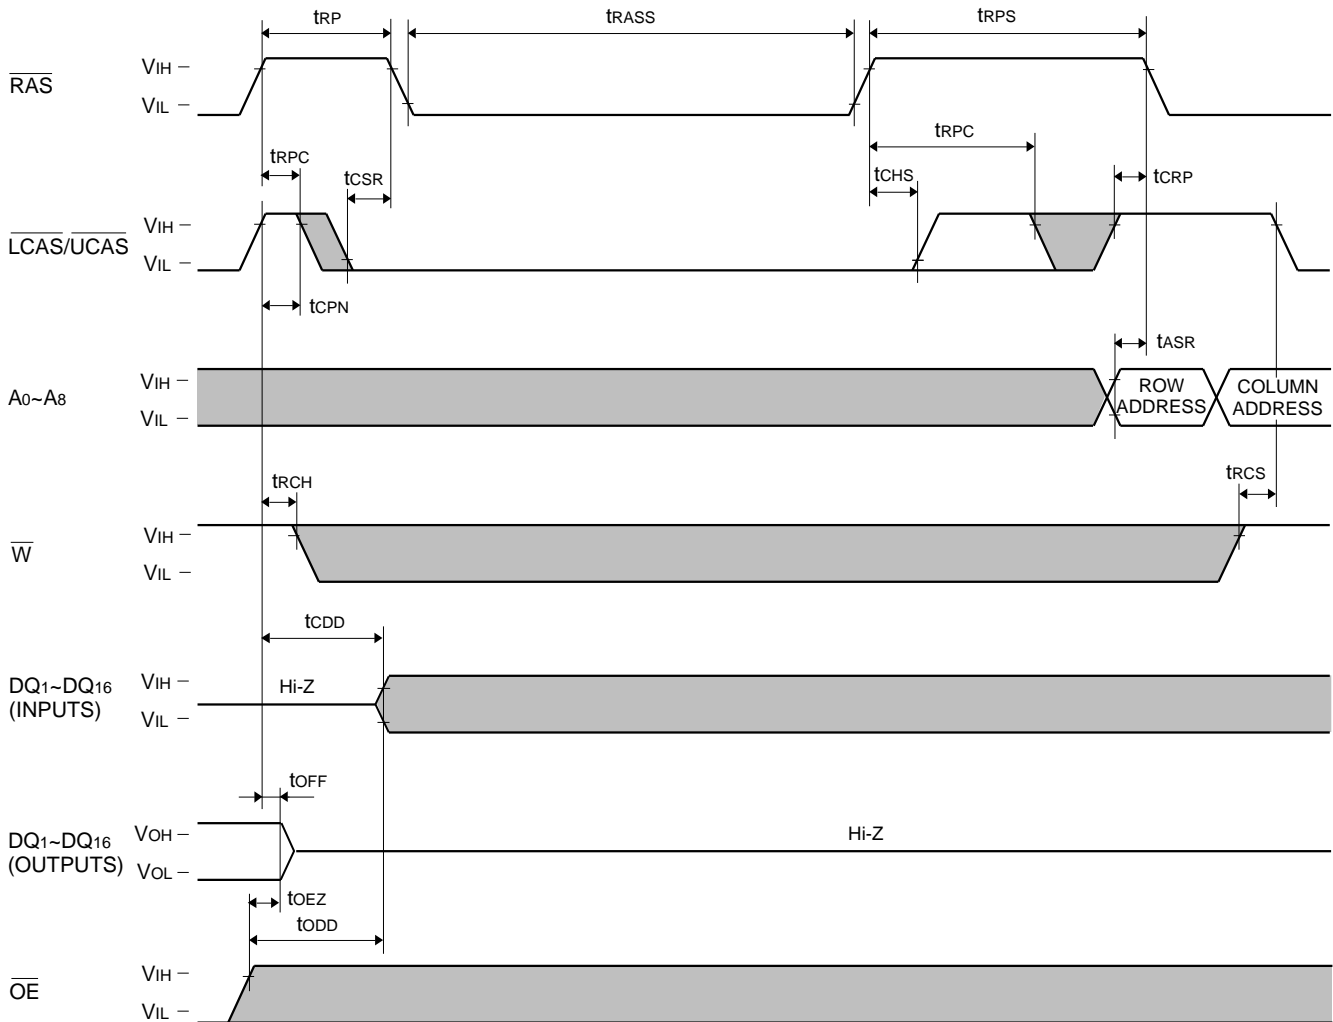 tRP
tRASS
tRPS
RAS
VIH –
VIL –
tRPC
tCSR
tRPC
tCHS
tCRP
LCAS/UCAS
VIH –
VIL –
tCPN
tASR
A0~A8
VIH –
VIL –
ROW ADDRESS
COLUMN ADDRESS
tRCH
tRCS
W
VIH –
VIL –
tCDD
DQ1~DQ16
(INPUTS)
VIH –
VIL –
Hi-Z
tOFF
DQ1~DQ16
(OUTPUTS)
VOH –
VOL –
Hi-Z
tOEZ
tODD
OE
VIH –
VIL –